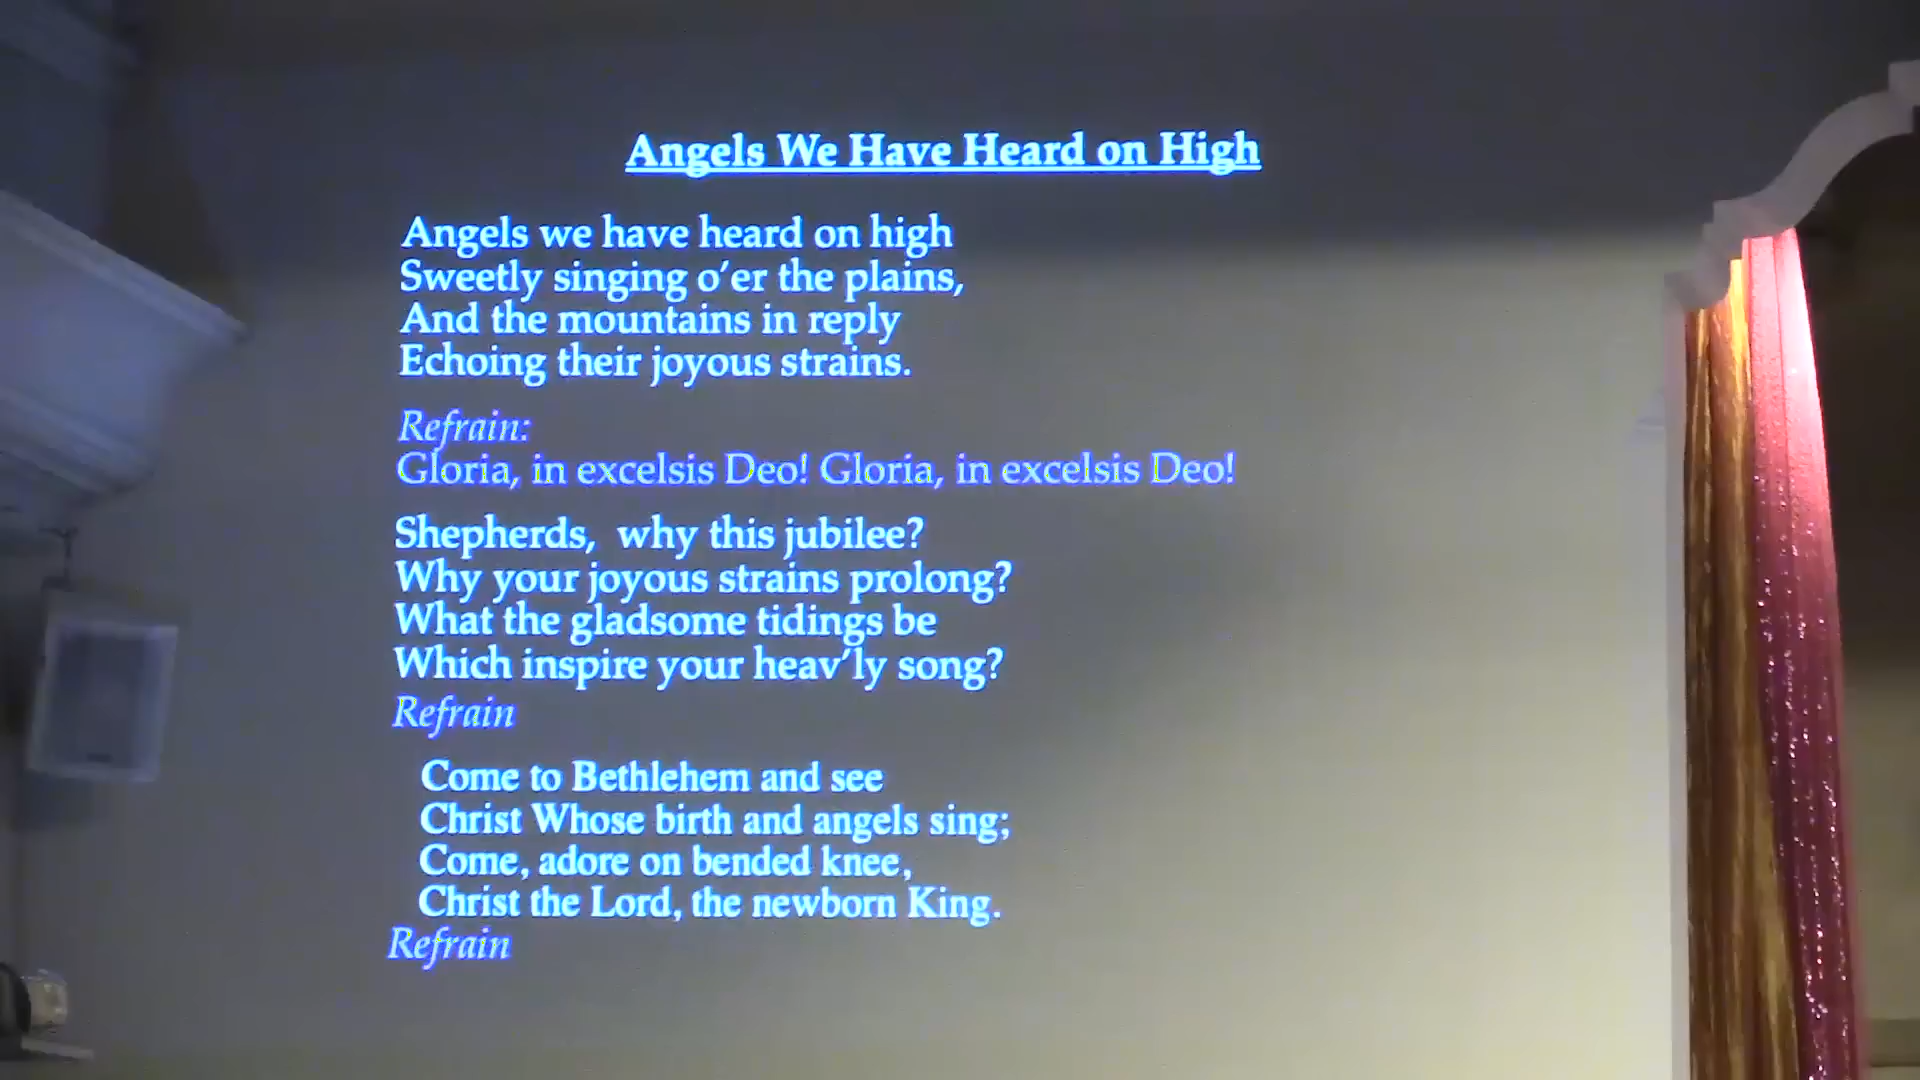 Angels We Have Heard on High
Angels we have heard on high
Sweetly singing o'er the plains,
And the mountains in reply
Echoing their joyous strains.
Refrain:
Gloria, in excelsis Deo! Gloria, in excelsis Deo!
Shepherds, why this jubilee?
Why your joyous strains prolong?
What the gladsome tidings be
Which inspire your heav'ly song?
Refrain
Come to Bethlehem and see
Christ Whose birth and angels sing;
Come, adore on bended knee,
Christ the Lord, the newborn King.
Refrain